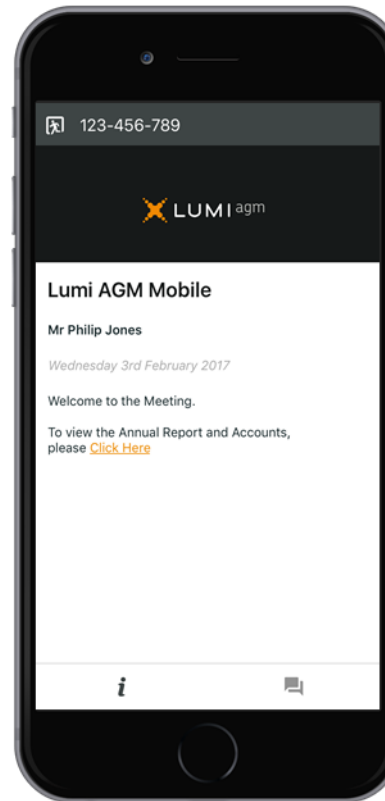 123-456-789
LUMI agm
Lumi AGM Mobile
Mr Philip Jones
Wednesday 3rd February 2017
Welcome to the Meeting.
To view the Annual Report and Accounts,
please Click Here
i